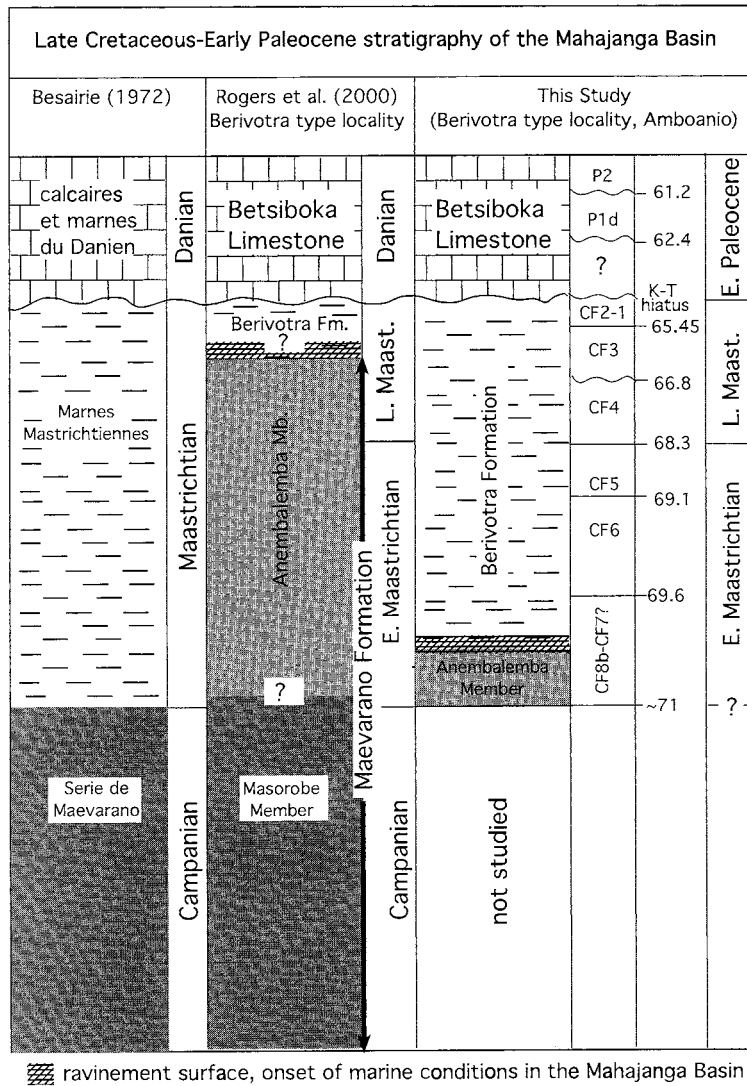 Late Cretaceous-Early Paleocene stratigraphy of the Mahajanga Basin
Besairie (1972)
Rogers et al. (2000)
Berivotra type locality
This Study
(Berivotra type locality, Amboanio)
calcaires
et marnes
du Danien
Danian
Marnes
Mastrichtiennes
Maastrichtian
Serie de
Maevarano
Campanian
Betsiboka
Limestone
Danian
Berivotra Fm.
?
L. Maast.
Anembalemba Mb.
E. Maastrichtian
?
Maevarano Formation
Masorobe
Member
Campanian
Betsiboka
Limestone
Berivotra Formation
Anembalemba
Member
not studied
P2
61.2
P1d
62.4
?
K-T
hiatus
CF2-1
65.45
CF3
66.8
CF4
68.3
CF5
69.1
CF6
69.6
CF8b-CF7?
~71
E. Paleocene
L. Maast.
E. Maastrichtian
?
ravinement surface, onset of marine conditions in the Mahajanga Basin